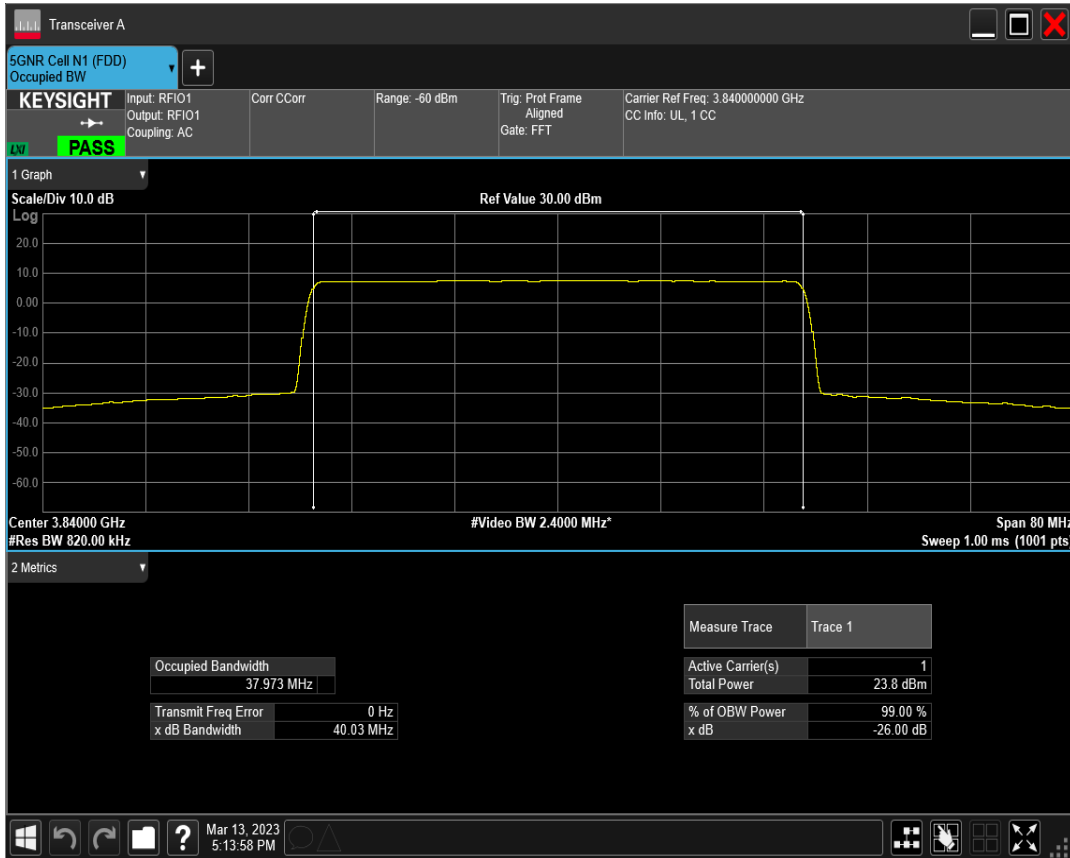 Transceiver A
5GNR Cell N1 (FDD)
Occupied BW
KEYSIGHT
LXI
PASS
Input: RFIO1
Output: RFIO1
Coupling: AC
Corr CCorr
Range: -60 dBm
Trig: Prot Frame
Aligned
Gate: FFT
Carrier Ref Freq: 3.840000000 GHz
CC Info: UL, 1 CC
1 Graph
Scale/Div 10.0 dB
Ref Value 30.00 dBm
Log
20.0
10.0
0.00
-10.0
-20.0
-30.0
-40.0
-50.0
-60.0
Center 3.84000 GHz
#Video BW 2.4000 MHz*
Span 80 MHz
#Res BW 820.00 kHz
Sweep 1.00 ms (1001 pts)
2 Metrics
Measure Trace Trace 1
Occupied Bandwidth
37.973 MHz
Active Carrier(s) 1
Total Power 23.8 dBm
Transmit Freq Error 0 Hz
x dB Bandwidth 40.03 MHz
% of OBW Power 99.00 %
x dB -26.00 dB
?
Mar 13, 2023
5:13:58 PM